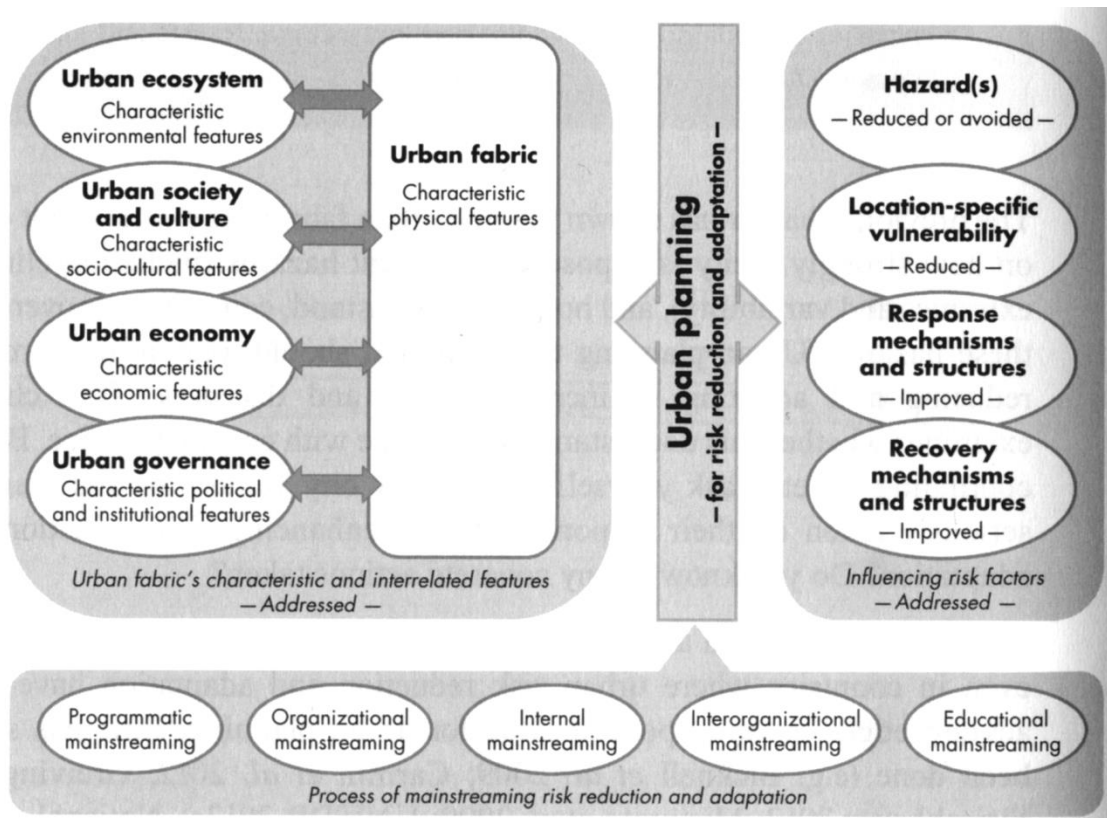 Urban ecosystem
Characteristic
environmental features
Urban society
and culture
Characteristic
socio-cultural features
Urban economy
Characteristic
economic features
Urban governance
Characteristic political
and institutional features
Urban fabric
Characteristic
physical features
Urban fabric's characteristic and interrelated features
— Addressed —
Urban planning
— for risk reduction and adaptation —
Hazard(s)
— Reduced or avoided —
Location-specific
vulnerability
— Reduced —
Response
mechanisms
and structures
— Improved —
Recovery
mechanisms
and structures
— Improved —
Influencing risk factors
— Addressed —
Programmatic
mainstreaming
Organizational
mainstreaming
Internal
mainstreaming
Interorganizational
mainstreaming
Educational
mainstreaming
Process of mainstreaming risk reduction and adaptation